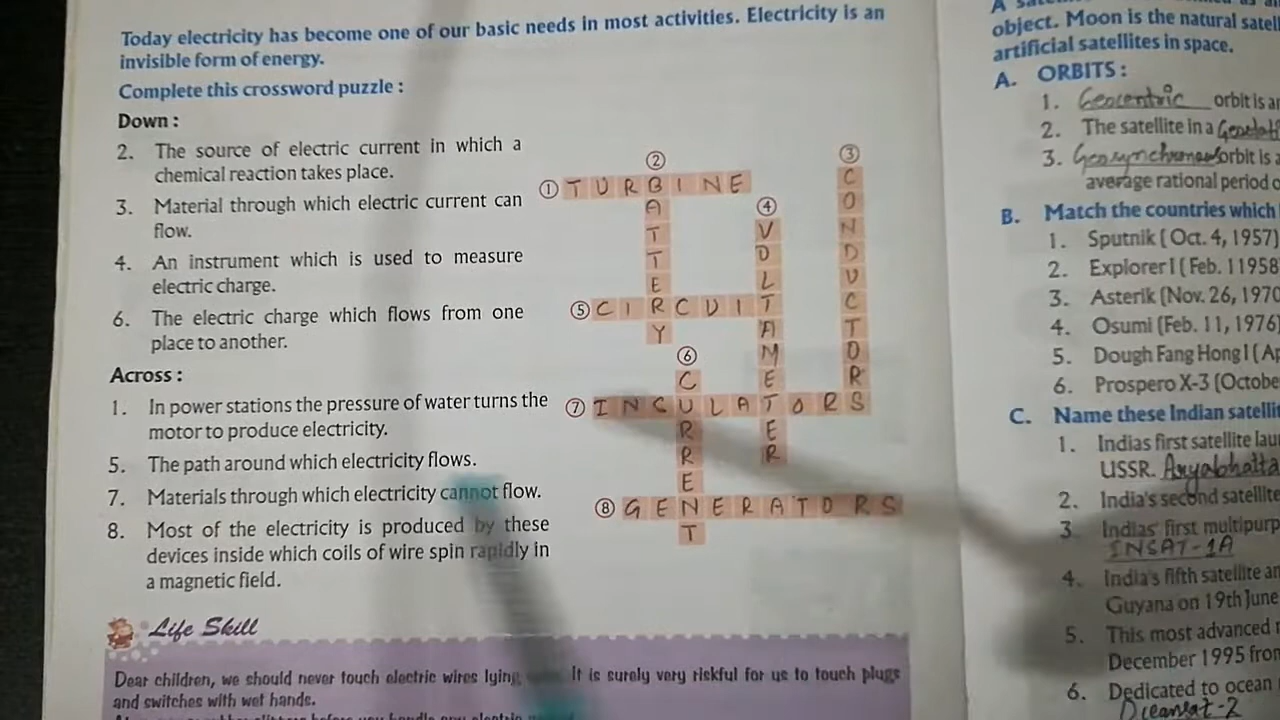 Today electricity has become one of our basic needs in most activities. Electricity is an
invisible form of energy.
Complete this crossword puzzle :
Down :
2. The source of electric current in which a
chemical reaction takes place.
3. Material through which electric current can
flow.
4. An instrument which is used to measure
electric charge.
6. The electric charge which flows from one
place to another.
Across :
1. In power stations the pressure of water turns the
motor to produce electricity.
5. The path around which electricity flows.
7. Materials through which electricity cannot flow.
8. Most of the electricity is produced by these
devices inside which coils of wire spin rapidly in
a magnetic field.
① TURBINE
② BATTERY
③ CONDUCTORS
④ VOLTAMETER
⑤ CIRCUIT
⑥ CURRENT
⑦ INSULATORS
⑧ GENERATORS
Life Skill
Dear children, we should never touch electric wires lying It is surely very riskful for us to touch plugs
and switches with wet hands.
object. Moon is the natural
artificial satellites in space.
A. ORBITS :
1. Geocentric orbit is
2. The satellite in a
3. orbit is
average rational period
B. Match the countries which
1. Sputnik ( Oct. 4, 1957)
2. Explorer I ( Feb. 11958
3. Asterik (Nov. 26, 1970
4. Osumi (Feb. 11, 1976)
5. Dough Fang Hong I (
6. Prospero X-3 (
C. Name these Indian
1. Indias first satellite
USSR. Aryabhatta
2. India's second satellite
3. Indias' first
INSAT-1A
4. India's fifth satellite
Guyana on 19th June
5. This most advanced
December 1995
6. Dedicated to ocean
Oceansat-2